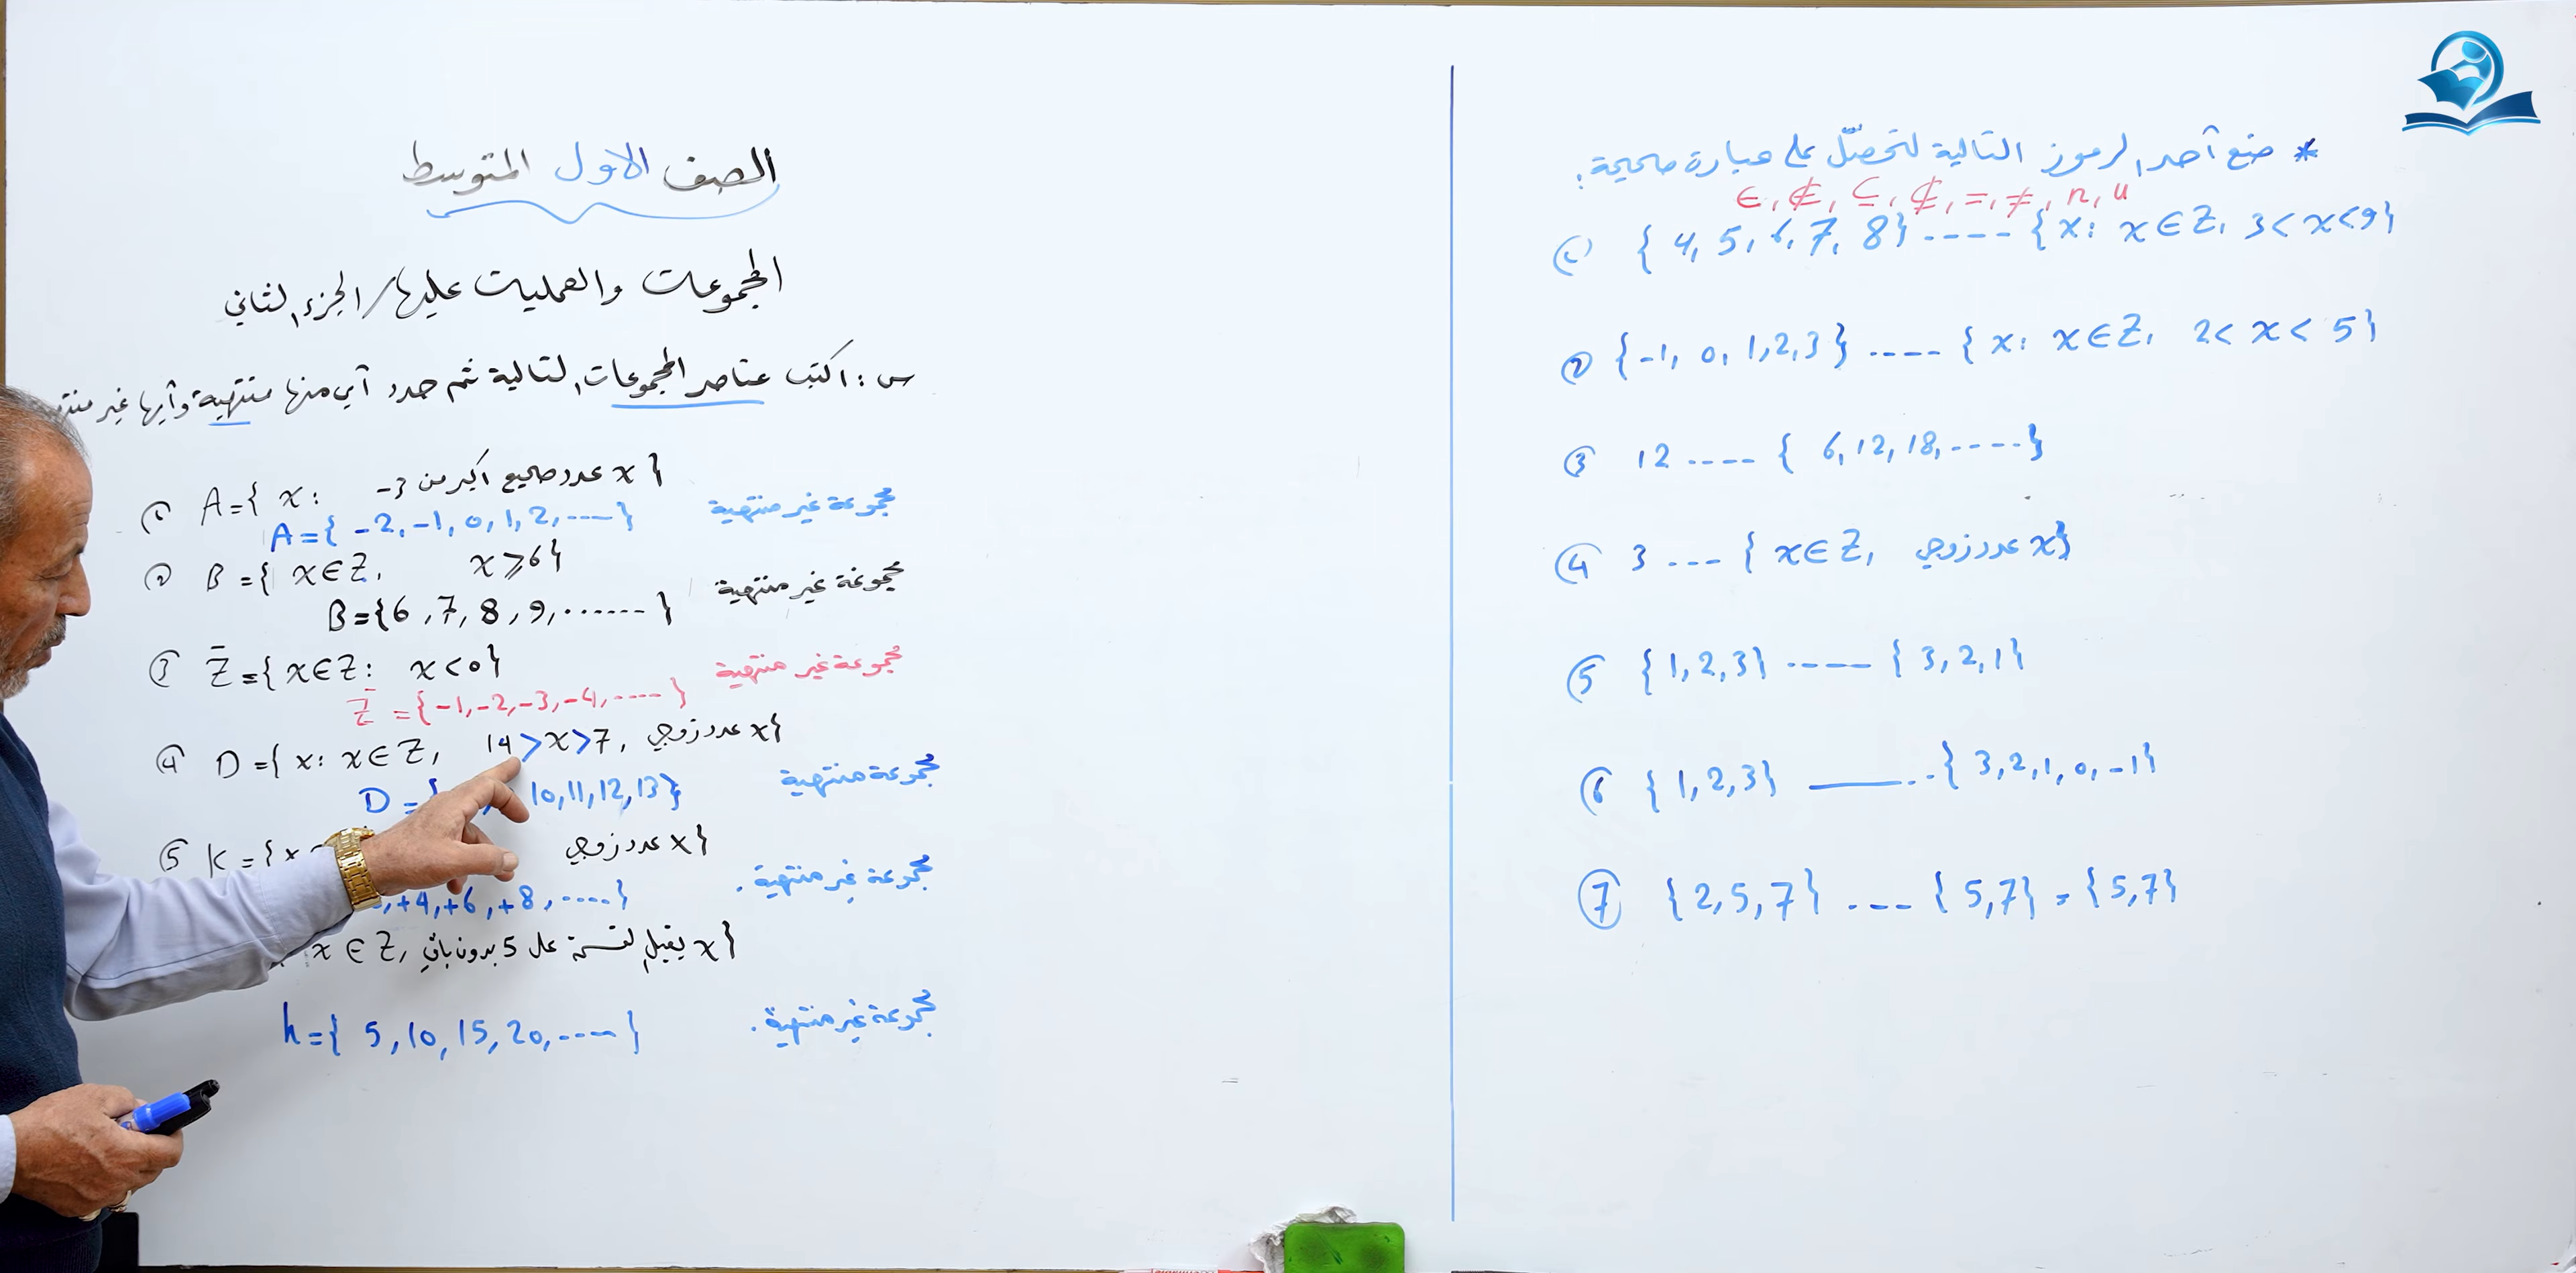 الصف الاول المتوسط
المجموعات والعمليات عليها / الجزء الثاني
س : اكتب عناصر المجموعات التالية ثم حدد أي منها منتهية وأيها غير
① A={ x : x عدد صحيح اكبر من 3- }
A={ -2, -1, 0, 1, 2, ---- } مجموعة غير منتهية
② B={ x∈Z, x⩾6}
B={6, 7, 8, 9, ------ } مجموعة غير منتهية
③ Z̄={ x∈Z: x<0}
Z̄={-1, -2, -3, -4, ---- } مجموعة غير منتهية
④ D={ x: x∈Z, 14>x>7, x عدد زوجي}
D={ 10, 11, 12, 13} مجموعة منتهية
⑤ K={x x عدد زوجي}
, +4, +6, +8, ---- } مجموعة غير منتهية .
x∈Z, x يقبل القسمة على 5 بدون باقي }
h={ 5, 10, 15, 20, ---- } مجموعة غير منتهية .
* ضع أحد الرموز التالية لتحصل على عبارة صحيحة :
∈, ∉, ⊆, ⊄, =, ≠, ∩, ∪
① { 4, 5, 6, 7, 8} ---- { x: x∈Z, 3<x<9}
② {-1, 0, 1, 2, 3} ---- { x: x∈Z, 2<x<5}
③ 12 ---- { 6, 12, 18, ---- }
④ 3 --- { x∈Z, x عدد زوجي}
⑤ {1, 2, 3} ---- { 3, 2, 1}
⑥ { 1, 2, 3} ---- { 3, 2, 1, 0, -1}
⑦ { 2, 5, 7} --- { 5, 7} = { 5, 7}